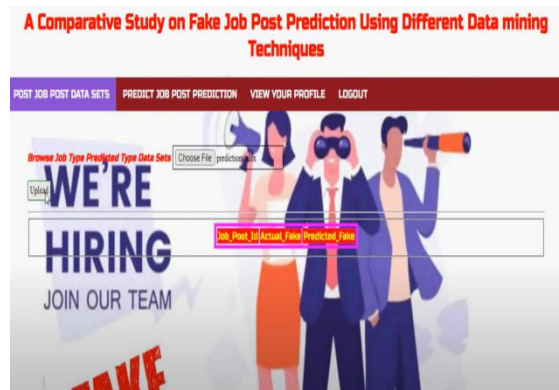 A Comparative Study on Fake Job Post Prediction Using Different Data mining
Techniques
POST JOB POST DATA SETS PREDICT JOB POST PREDICTION VIEW YOUR PROFILE LOGOUT
Browse Job Type Predicted Type Data Sets Choose File
Upload
WE'RE
HIRING
Job_Post_Id Actual_Fake Predicted_Fake
JOIN OUR TEAM
FAKE